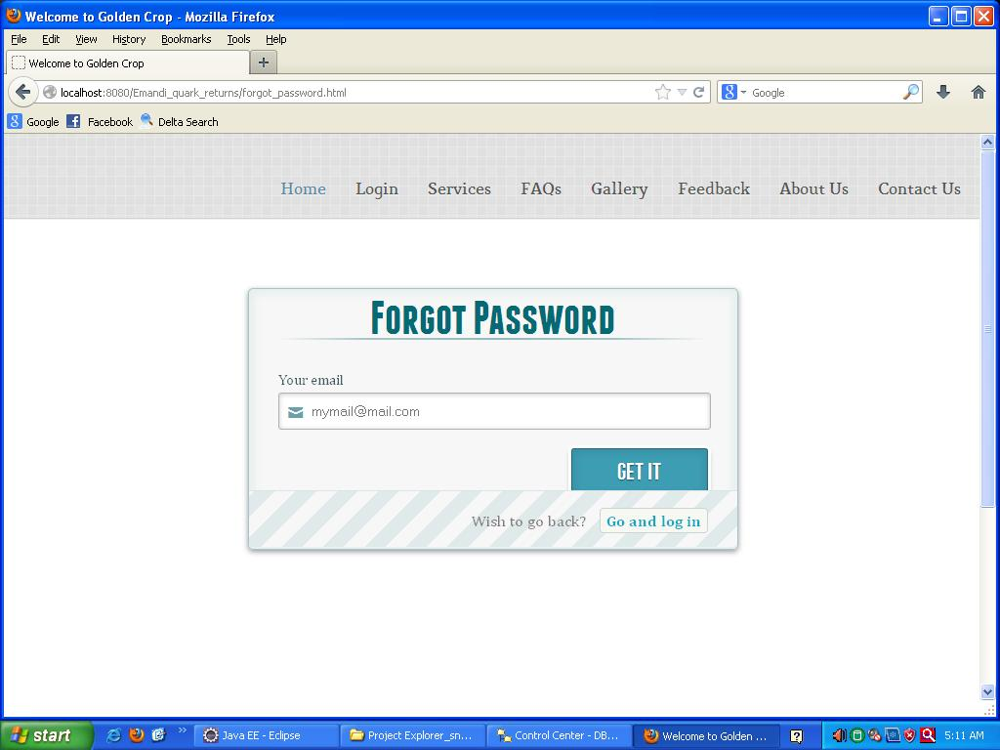 Welcome to Golden Crop - Mozilla Firefox
File Edit View History Bookmarks Tools Help
Welcome to Golden Crop
localhost:8080/Emandi_quark_returns/forgot_password.html Google
Google Facebook Delta Search
Home Login Services FAQs Gallery Feedback About Us Contact Us
Forgot Password
Your email
mymail@mail.com
GET IT
Wish to go back? Go and log in
start Java EE - Eclipse Project Explorer_sn... Control Center - DB... Welcome to Golden ... 5:11 AM